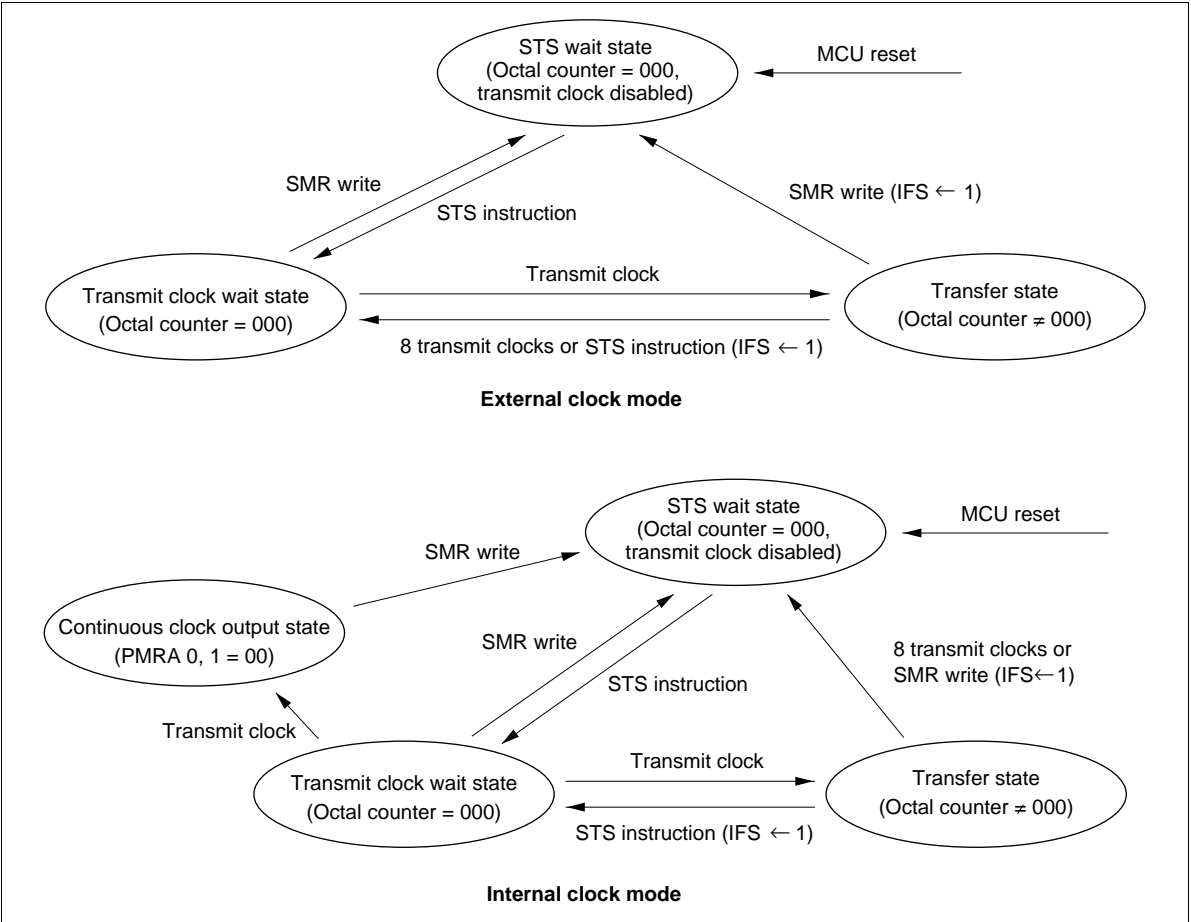 STS wait state
(Octal counter = 000,
transmit clock disabled)
MCU reset
SMR write
STS instruction
SMR write (IFS ← 1)
Transmit clock wait state
(Octal counter = 000)
Transmit clock
Transfer state
(Octal counter ≠ 000)
8 transmit clocks or STS instruction (IFS ← 1)
External clock mode
STS wait state
(Octal counter = 000,
transmit clock disabled)
MCU reset
SMR write
Continuous clock output state
(PMRA 0, 1 = 00)
SMR write
STS instruction
8 transmit clocks or
SMR write (IFS←1)
Transmit clock
Transmit clock wait state
(Octal counter = 000)
Transmit clock
STS instruction (IFS ← 1)
Transfer state
(Octal counter ≠ 000)
Internal clock mode